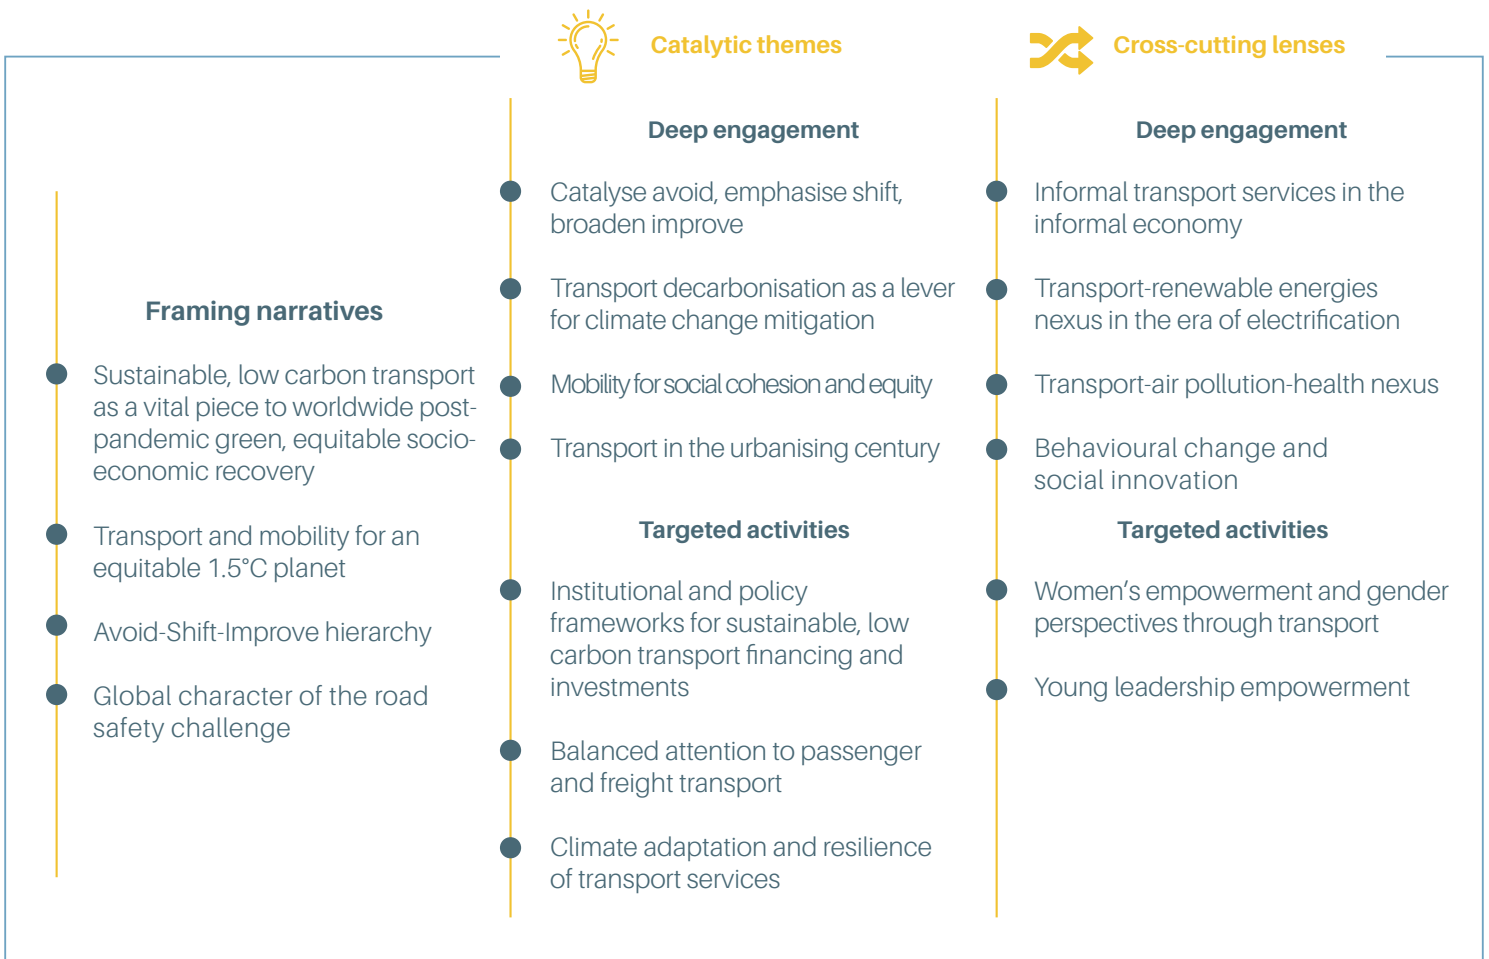 Catalytic themes
Cross-cutting lenses
Framing narratives
Sustainable, low carbon transport
as a vital piece to worldwide post-
pandemic green, equitable socio-
economic recovery
Transport and mobility for an
equitable 1.5°C planet
Avoid-Shift-Improve hierarchy
Global character of the road
safety challenge
Deep engagement
Catalyse avoid, emphasise shift,
broaden improve
Transport decarbonisation as a lever
for climate change mitigation
Mobility for social cohesion and equity
Transport in the urbanising century
Targeted activities
Institutional and policy
frameworks for sustainable, low
carbon transport financing and
investments
Balanced attention to passenger
and freight transport
Climate adaptation and resilience
of transport services
Deep engagement
Informal transport services in the
informal economy
Transport-renewable energies
nexus in the era of electrification
Transport-air pollution-health nexus
Behavioural change and
social innovation
Targeted activities
Women’s empowerment and gender
perspectives through transport
Young leadership empowerment